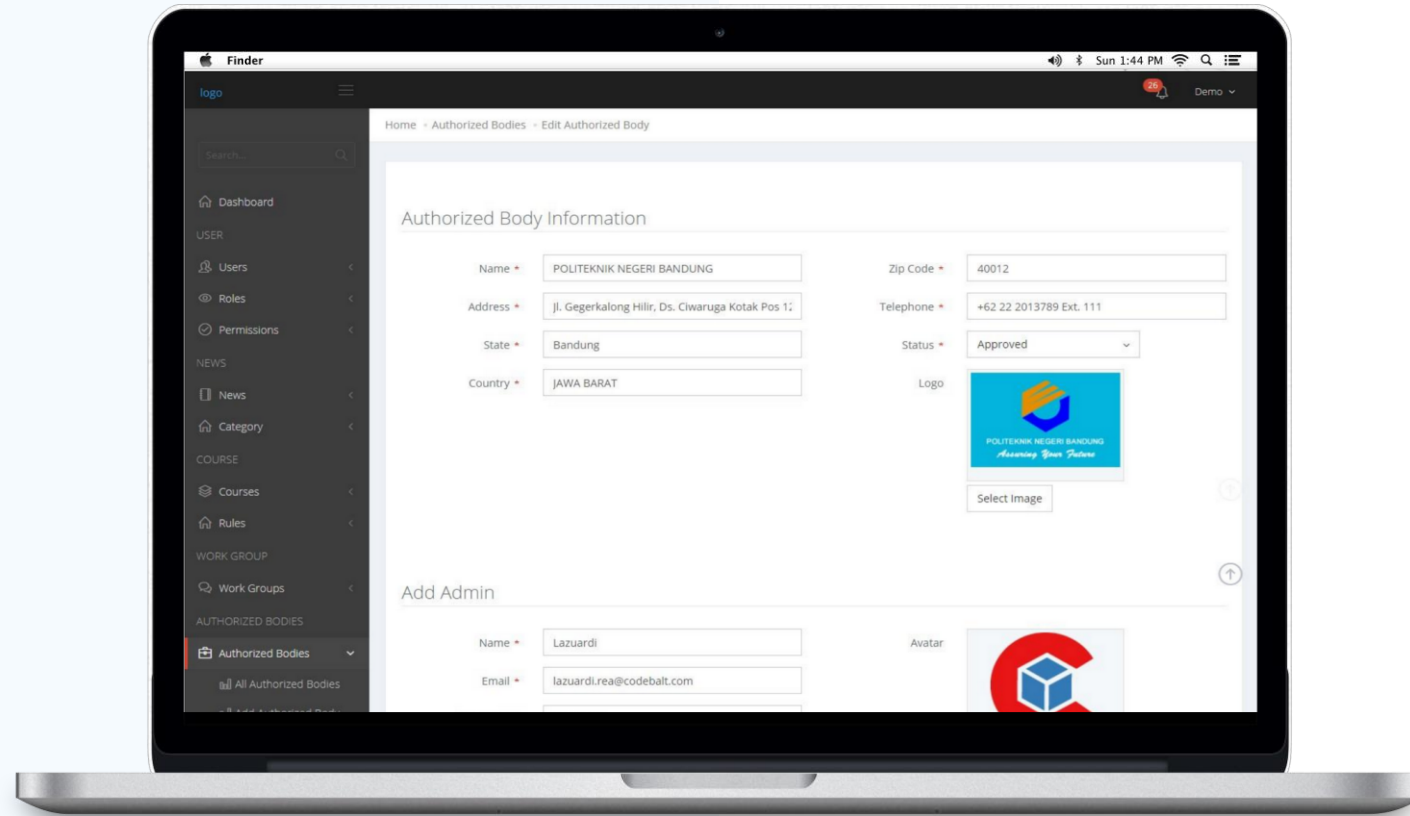 Finder
Sun 1:44 PM
logo
26
Demo
Home Authorized Bodies Edit Authorized Body
Search...
Dashboard
USER
Users
Roles
Permissions
NEWS
News
Category
COURSE
Courses
Rules
WORK GROUP
Work Groups
AUTHORIZED BODIES
Authorized Bodies
All Authorized Bodies
Add Authorized Body
Authorized Body Information
Name * POLITEKNIK NEGERI BANDUNG
Zip Code * 40012
Address * Jl. Gegerkalong Hilir, Ds. Ciwaruga Kotak Pos 12
Telephone * +62 22 2013789 Ext. 111
State * Bandung
Status * Approved
Country * JAWA BARAT
Logo
POLITEKNIK NEGERI BANDUNG
Assuring Your Future
Select Image
Add Admin
Name * Lazuardi
Avatar
Email * lazuardi.rea@codebalt.com